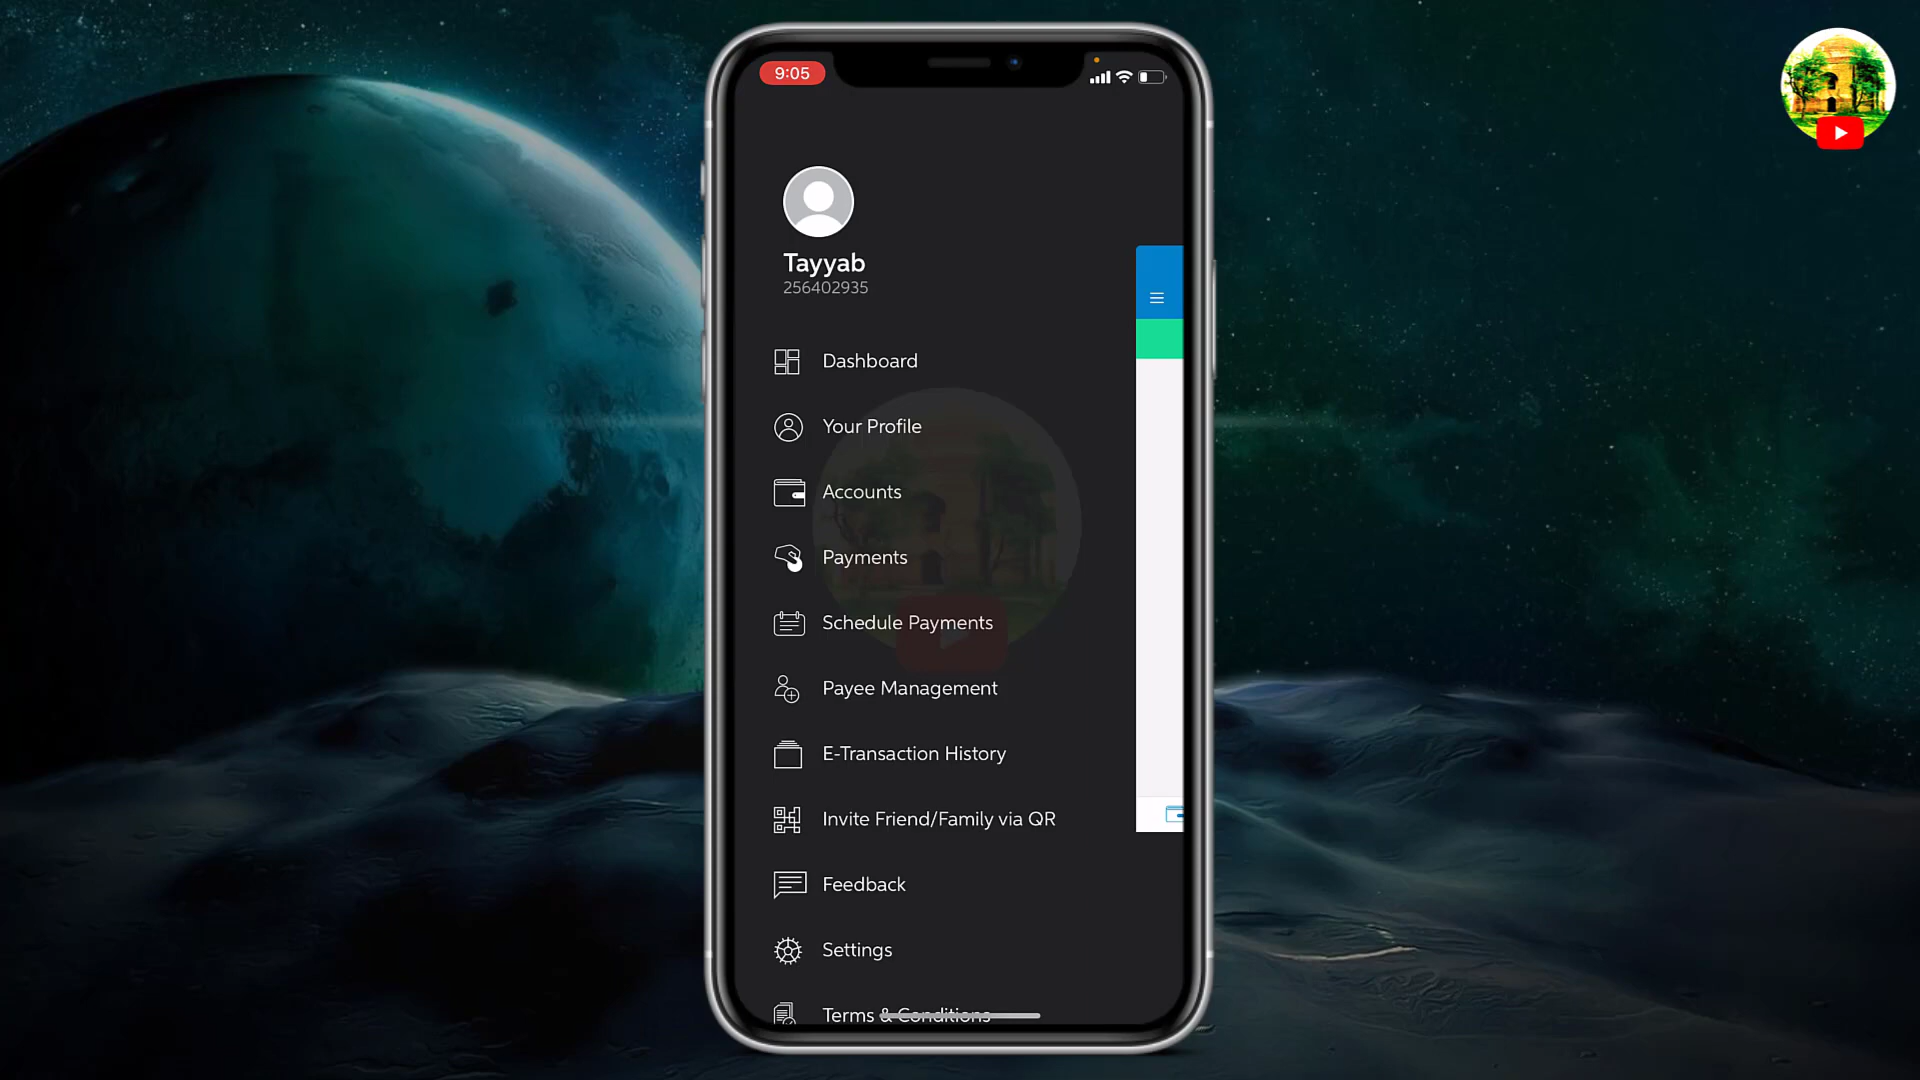 9:05
Tayyab
256402935
Dashboard
Your Profile
Accounts
Payments
Schedule Payments
Payee Management
E-Transaction History
Invite Friend/Family via QR
Feedback
Settings
Terms & Conditions